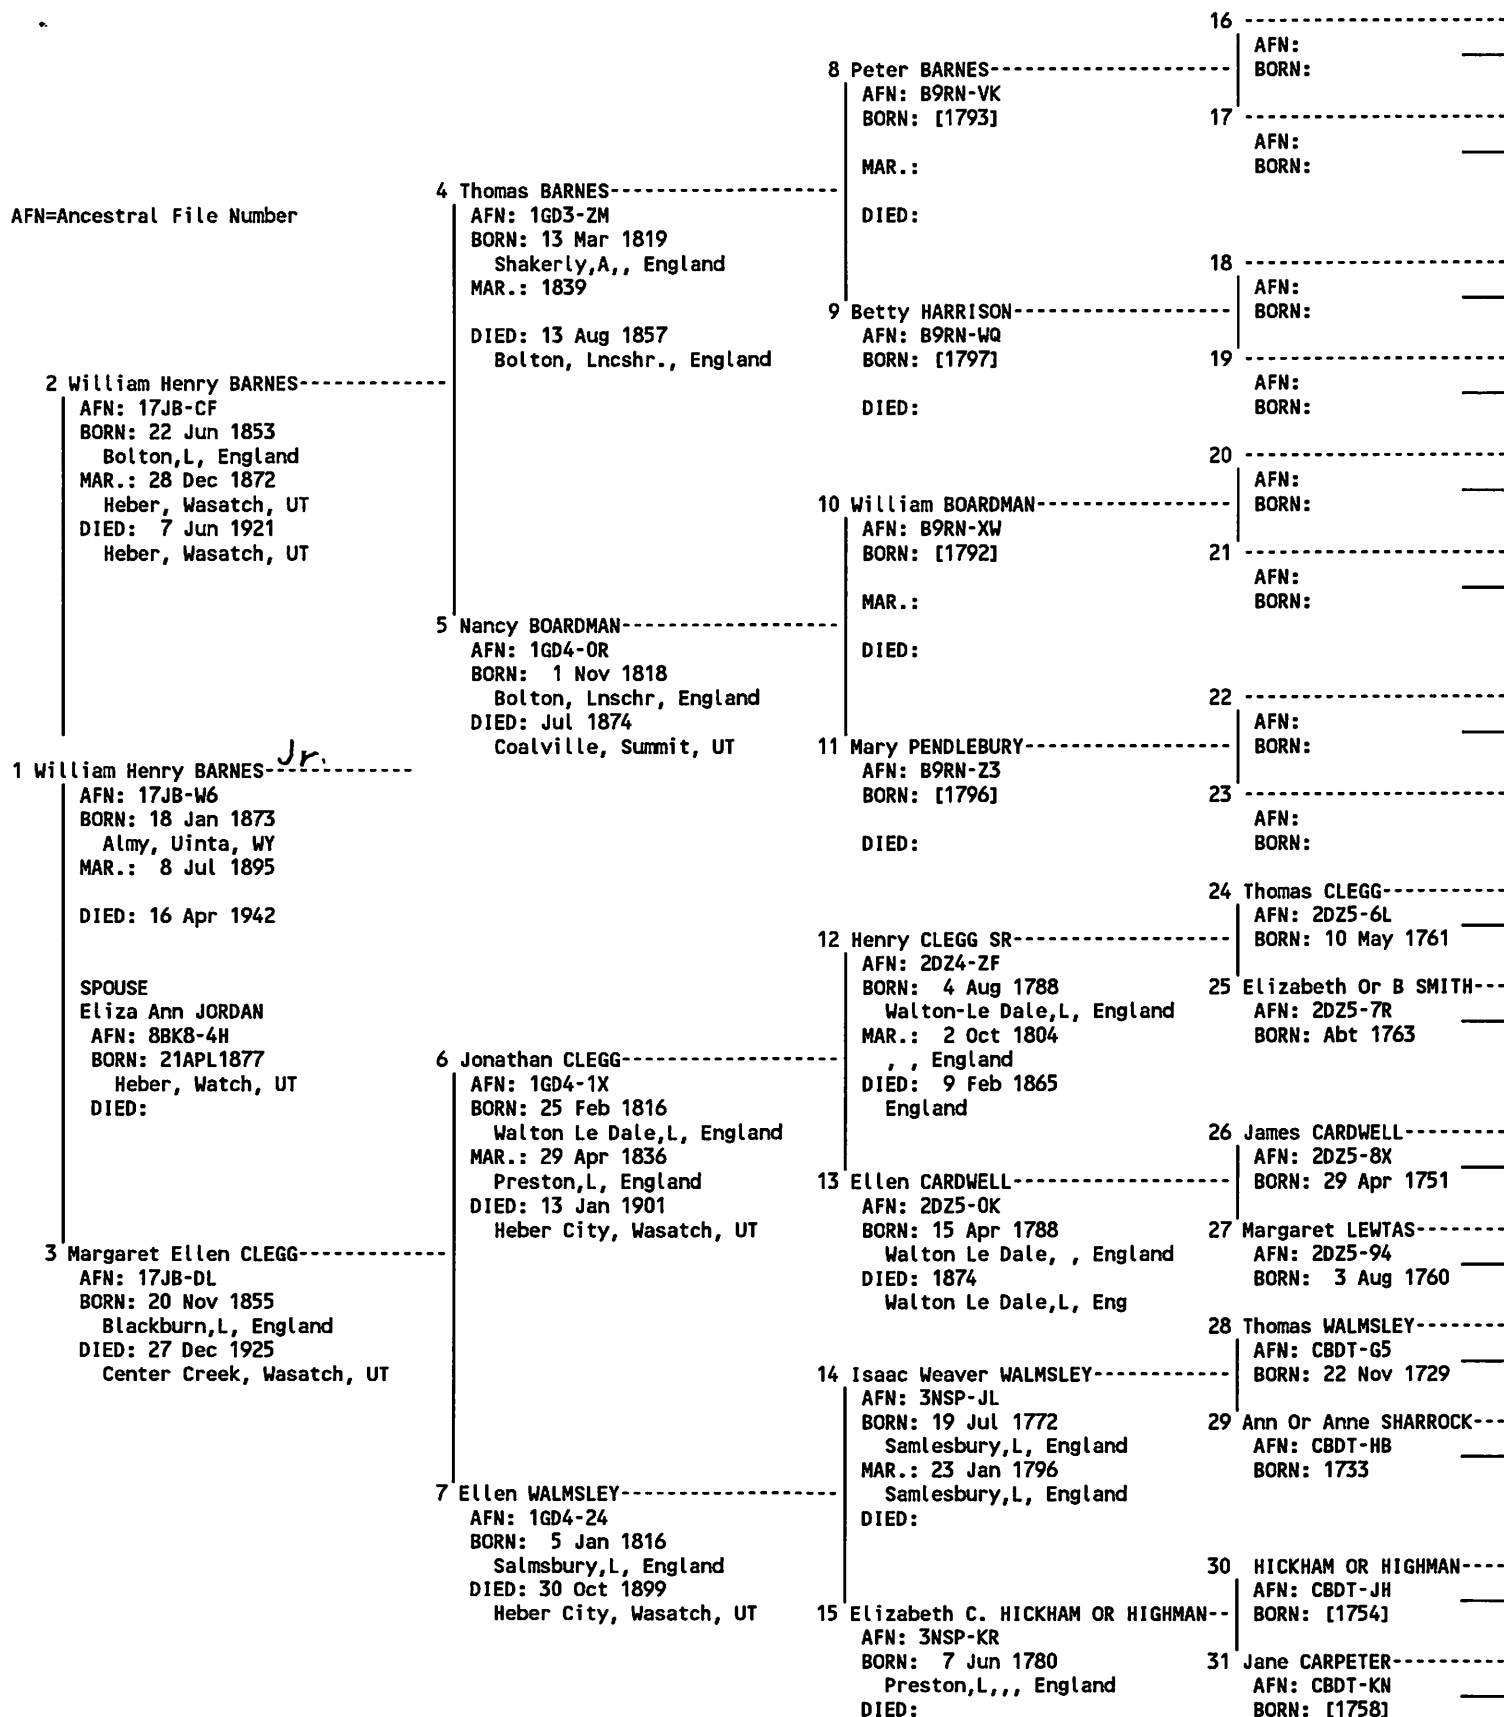 AFN=Ancestral File Number
1 William Henry BARNES Jr.
AFN: 17JB-W6
BORN: 18 Jan 1873
Almy, Uinta, WY
MAR.: 8 Jul 1895
DIED: 16 Apr 1942
SPOUSE
Eliza Ann JORDAN
AFN: 8BK8-4H
BORN: 21APL1877
Heber, Watch, UT
DIED:
2 William Henry BARNES
AFN: 17JB-CF
BORN: 22 Jun 1853
Bolton,L, England
MAR.: 28 Dec 1872
Heber, Wasatch, UT
DIED: 7 Jun 1921
Heber, Wasatch, UT
3 Margaret Ellen CLEGG
AFN: 17JB-DL
BORN: 20 Nov 1855
Blackburn,L, England
DIED: 27 Dec 1925
Center Creek, Wasatch, UT
4 Thomas BARNES
AFN: 1GD3-ZM
BORN: 13 Mar 1819
Shakerly,A,, England
MAR.: 1839
DIED: 13 Aug 1857
Bolton, Lncshr., England
5 Nancy BOARDMAN
AFN: 1GD4-0R
BORN: 1 Nov 1818
Bolton, Lnschr, England
DIED: Jul 1874
Coalville, Summit, UT
6 Jonathan CLEGG
AFN: 1GD4-1X
BORN: 25 Feb 1816
Walton Le Dale,L, England
MAR.: 29 Apr 1836
Preston,L, England
DIED: 13 Jan 1901
Heber City, Wasatch, UT
7 Ellen WALMSLEY
AFN: 1GD4-24
BORN: 5 Jan 1816
Salmsbury,L, England
DIED: 30 Oct 1899
Heber City, Wasatch, UT
8 Peter BARNES
AFN: B9RN-VK
BORN: [1793]
MAR.:
DIED:
9 Betty HARRISON
AFN: B9RN-WQ
BORN: [1797]
DIED:
10 William BOARDMAN
AFN: B9RN-XW
BORN: [1792]
MAR.:
DIED:
11 Mary PENDLEBURY
AFN: B9RN-Z3
BORN: [1796]
DIED:
12 Henry CLEGG SR
AFN: 2DZ4-ZF
BORN: 4 Aug 1788
Walton-Le Dale,L, England
MAR.: 2 Oct 1804
, , England
DIED: 9 Feb 1865
England
13 Ellen CARDWELL
AFN: 2DZ5-0K
BORN: 15 Apr 1788
Walton Le Dale, , England
DIED: 1874
Walton Le Dale,L, Eng
14 Isaac Weaver WALMSLEY
AFN: 3NSP-JL
BORN: 19 Jul 1772
Samlesbury,L, England
MAR.: 23 Jan 1796
Samlesbury,L, England
DIED:
15 Elizabeth C. HICKHAM OR HIGHMAN
AFN: 3NSP-KR
BORN: 7 Jun 1780
Preston,L,,, England
DIED:
16
AFN:
BORN:
17
AFN:
BORN:
18
AFN:
BORN:
19
AFN:
BORN:
20
AFN:
BORN:
21
AFN:
BORN:
22
AFN:
BORN:
23
AFN:
BORN:
24 Thomas CLEGG
AFN: 2DZ5-6L
BORN: 10 May 1761
25 Elizabeth Or B SMITH
AFN: 2DZ5-7R
BORN: Abt 1763
26 James CARDWELL
AFN: 2DZ5-8X
BORN: 29 Apr 1751
27 Margaret LEWTAS
AFN: 2DZ5-94
BORN: 3 Aug 1760
28 Thomas WALMSLEY
AFN: CBDT-G5
BORN: 22 Nov 1729
29 Ann Or Anne SHARROCK
AFN: CBDT-HB
BORN: 1733
30 HICKHAM OR HIGHMAN
AFN: CBDT-JH
BORN: [1754]
31 Jane CARPETER
AFN: CBDT-KN
BORN: [1758]